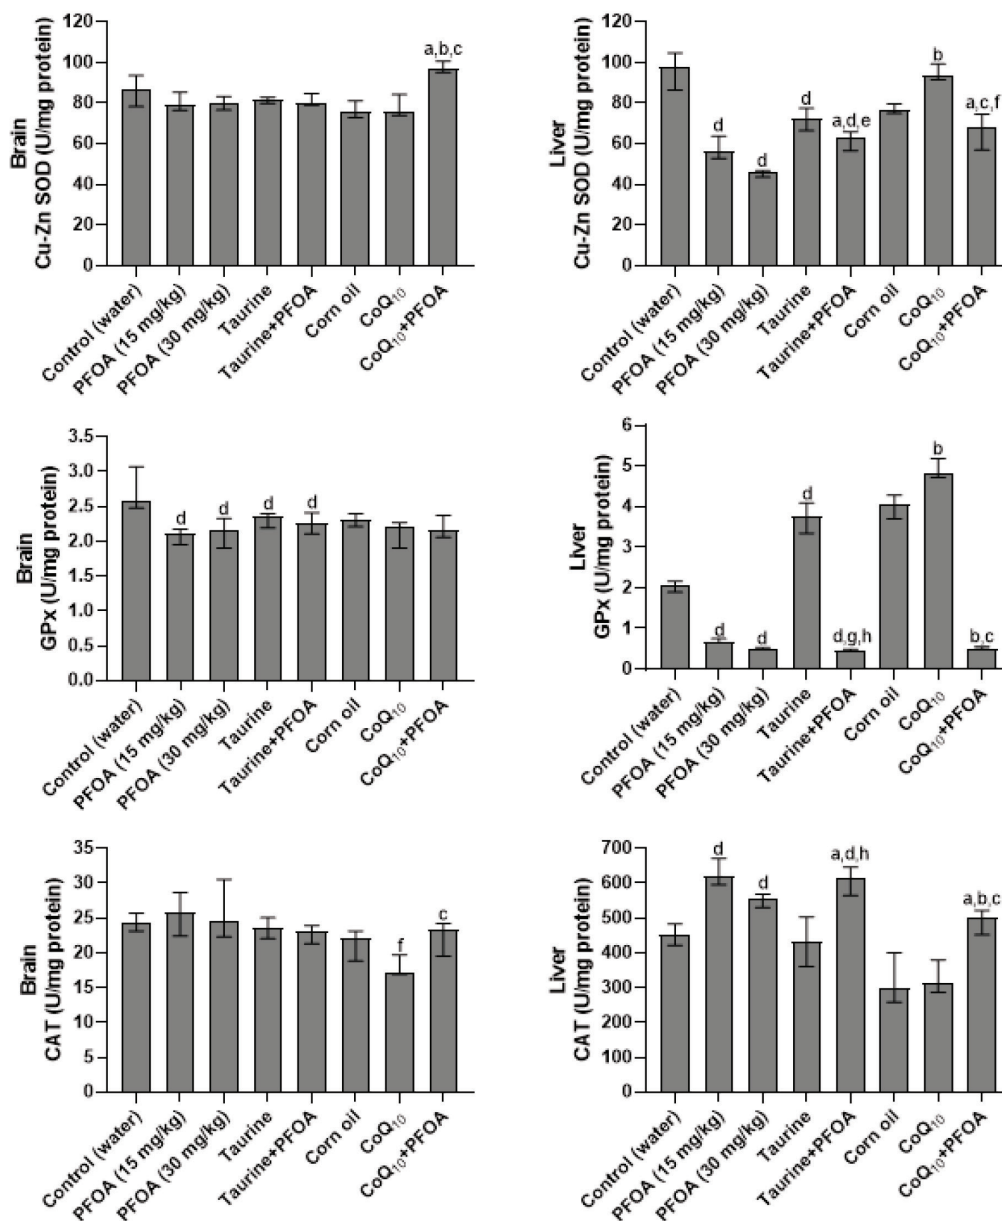 Brain
Cu-Zn SOD (U/mg protein)
120
100
80
60
40
20
0
a,b,c
Control (water)
PFOA (15 mg/kg)
PFOA (30 mg/kg)
Taurine
Taurine+PFOA
Corn oil
CoQ₁₀
CoQ₁₀+PFOA
Liver
Cu-Zn SOD (U/mg protein)
120
100
80
60
40
20
0
d
d
d
a,d,e
b
a,c,f
Control (water)
PFOA (15 mg/kg)
PFOA (30 mg/kg)
Taurine
Taurine+PFOA
Corn oil
CoQ₁₀
CoQ₁₀+PFOA
Brain
GPx (U/mg protein)
3.5
3.0
2.5
2.0
1.5
1.0
0.5
0.0
d
d
d
d
Control (water)
PFOA (15 mg/kg)
PFOA (30 mg/kg)
Taurine
Taurine+PFOA
Corn oil
CoQ₁₀
CoQ₁₀+PFOA
Liver
GPx (U/mg protein)
6
5
4
3
2
1
0
d
d
d
d,g,h
b
b,c
Control (water)
PFOA (15 mg/kg)
PFOA (30 mg/kg)
Taurine
Taurine+PFOA
Corn oil
CoQ₁₀
CoQ₁₀+PFOA
Brain
CAT (U/mg protein)
35
30
25
20
15
10
5
0
f
c
Control (water)
PFOA (15 mg/kg)
PFOA (30 mg/kg)
Taurine
Taurine+PFOA
Corn oil
CoQ₁₀
CoQ₁₀+PFOA
Liver
CAT (U/mg protein)
700
600
500
400
300
200
100
0
d
d
a,d,h
a,b,c
Control (water)
PFOA (15 mg/kg)
PFOA (30 mg/kg)
Taurine
Taurine+PFOA
Corn oil
CoQ₁₀
CoQ₁₀+PFOA